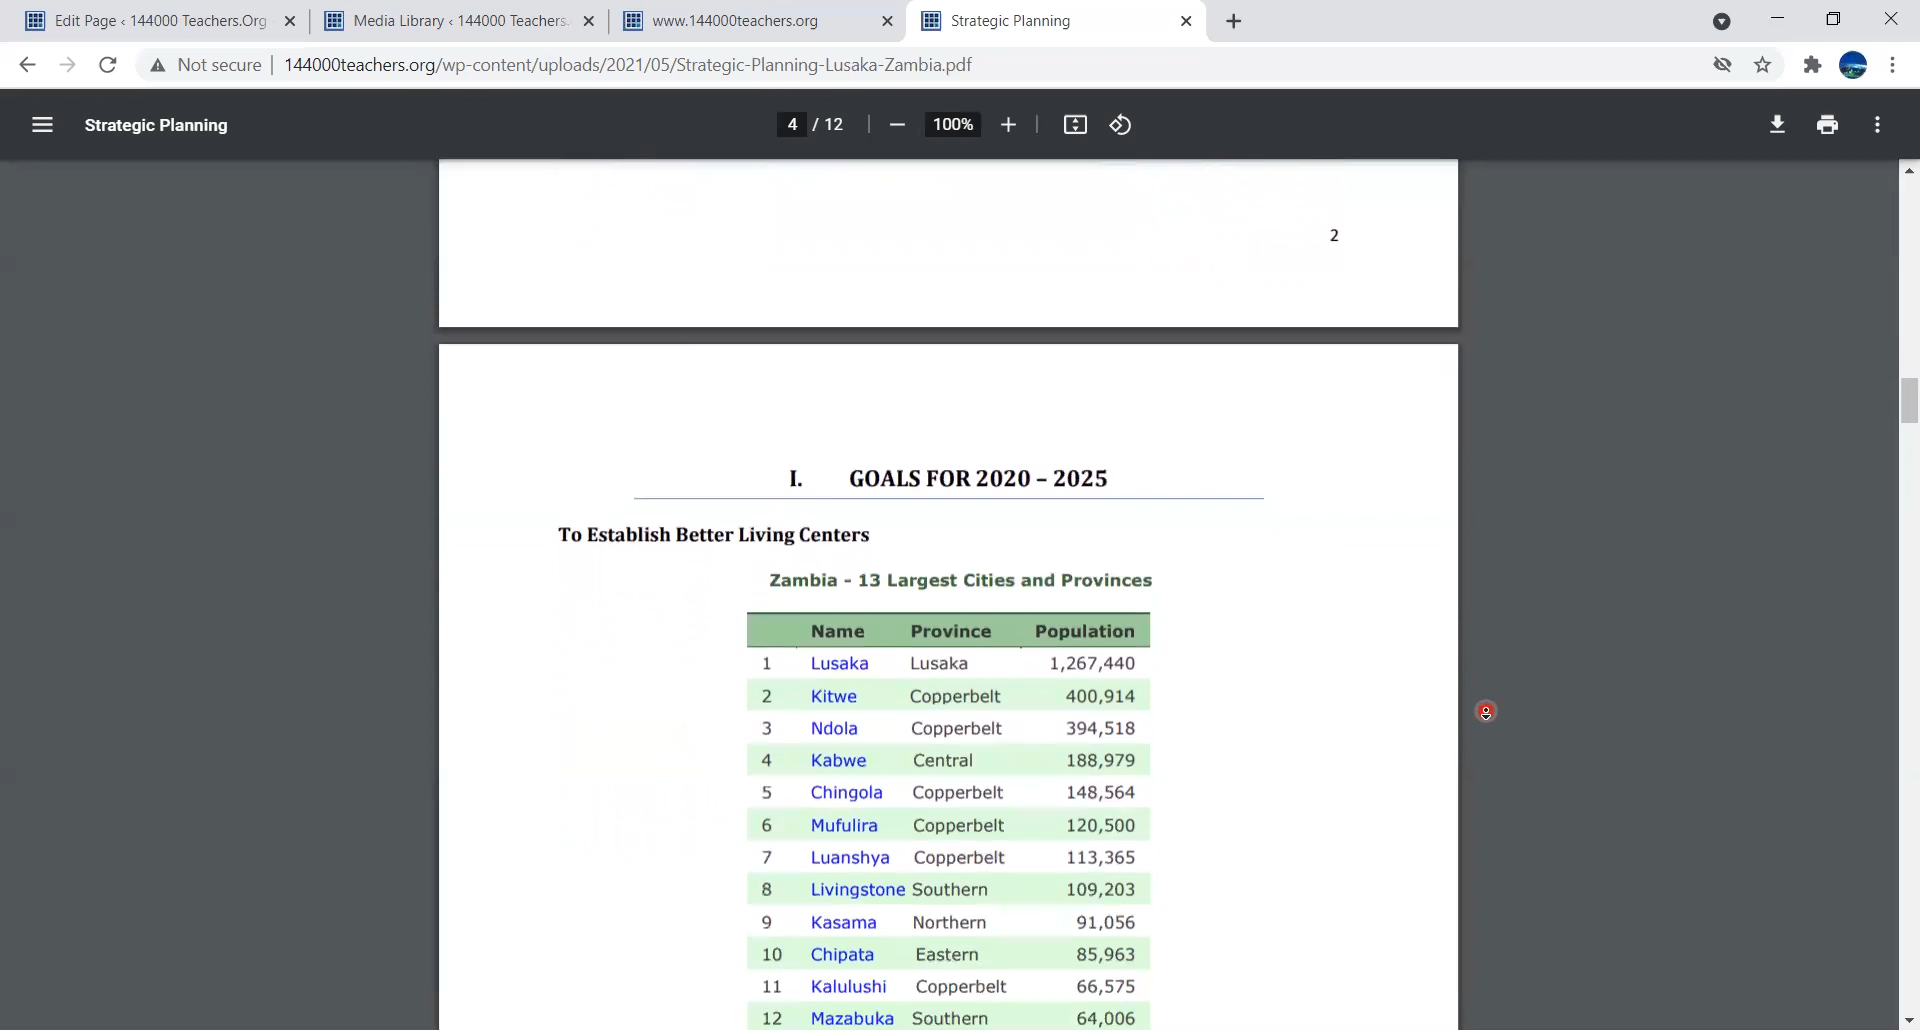 Edit Page ‹ 144000 Teachers.Org
Media Library ‹ 144000 Teachers.
www.144000teachers.org
Strategic Planning
Not secure
144000teachers.org/wp-content/uploads/2021/05/Strategic-Planning-Lusaka-Zambia.pdf
Strategic Planning
4 / 12
100%
2
I. GOALS FOR 2020 – 2025
To Establish Better Living Centers
Zambia - 13 Largest Cities and Provinces
Name Province Population
1 Lusaka Lusaka 1,267,440
2 Kitwe Copperbelt 400,914
3 Ndola Copperbelt 394,518
4 Kabwe Central 188,979
5 Chingola Copperbelt 148,564
6 Mufulira Copperbelt 120,500
7 Luanshya Copperbelt 113,365
8 Livingstone Southern 109,203
9 Kasama Northern 91,056
10 Chipata Eastern 85,963
11 Kalulushi Copperbelt 66,575
12 Mazabuka Southern 64,006